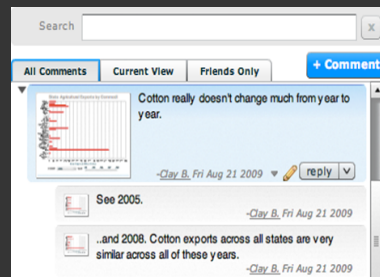 Search
x
All Comments Current View Friends Only + Comment
Cotton really doesn't change much from year to
year.
-Clay B. Fri Aug 21 2009 reply
See 2005.
-Clay B. Fri Aug 21 2009
..and 2008. Cotton exports across all states are very
similar across all of these years.
-Clay B. Fri Aug 21 2009